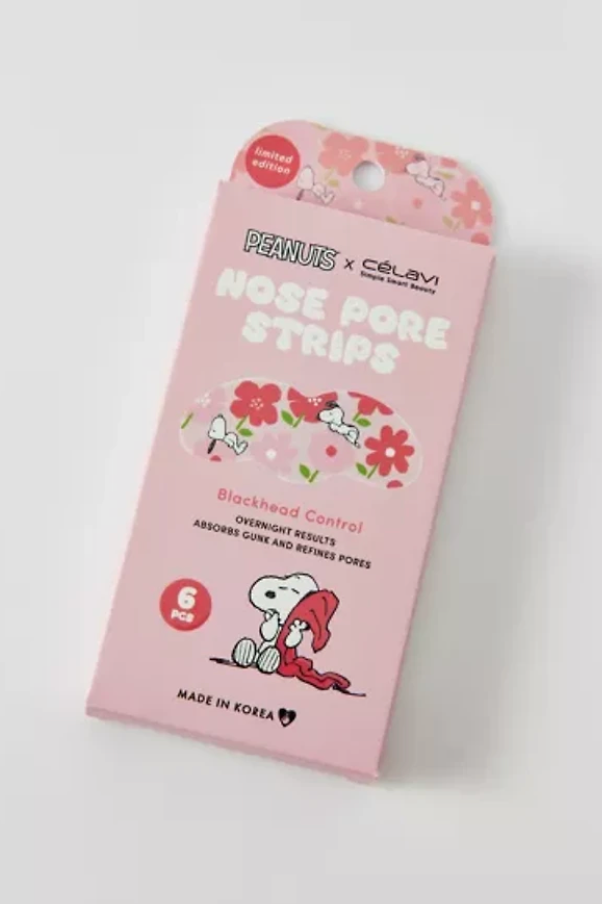 limited
edition
PEANUTS x CéLaVi
Simple Smart Beauty
NOSE PORE
STRIPS
Blackhead Control
OVERNIGHT RESULTS
ABSORBS GUNK AND REFINES PORES
6
PCS
MADE IN KOREA